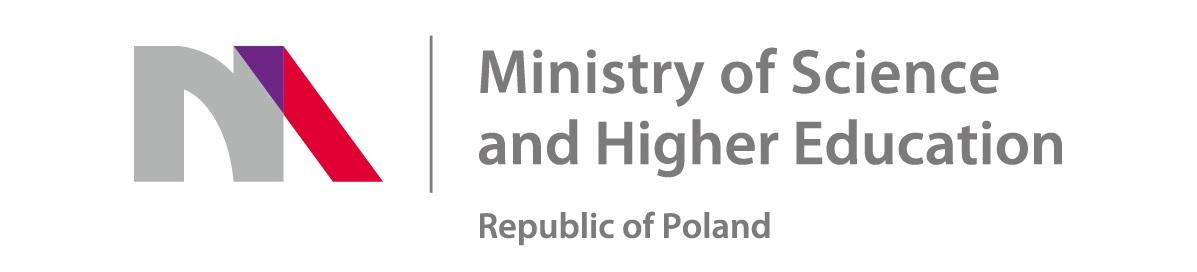 Ministry of Science
and Higher Education
Republic of Poland